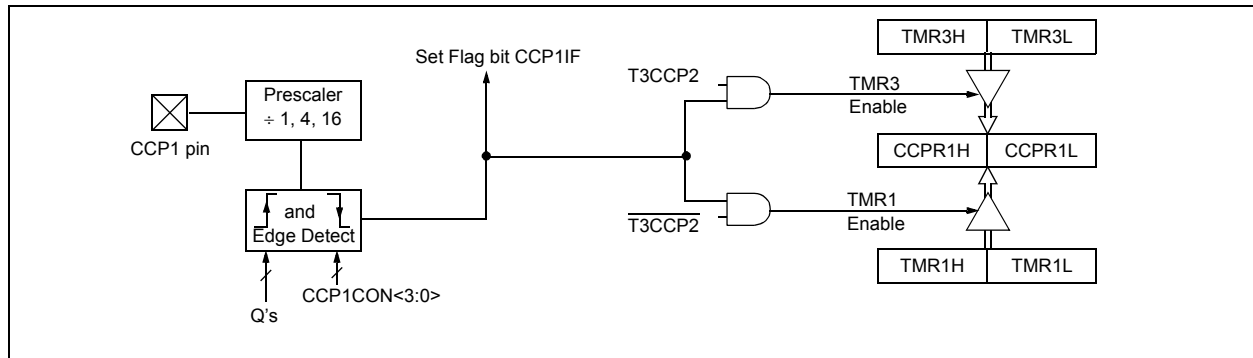 TMR3H TMR3L
Set Flag bit CCP1IF
T3CCP2
TMR3
Enable
Prescaler
÷ 1, 4, 16
CCP1 pin
CCPR1H CCPR1L
and
Edge Detect
TMR1
Enable
T3CCP2
TMR1H TMR1L
CCP1CON<3:0>
Q's